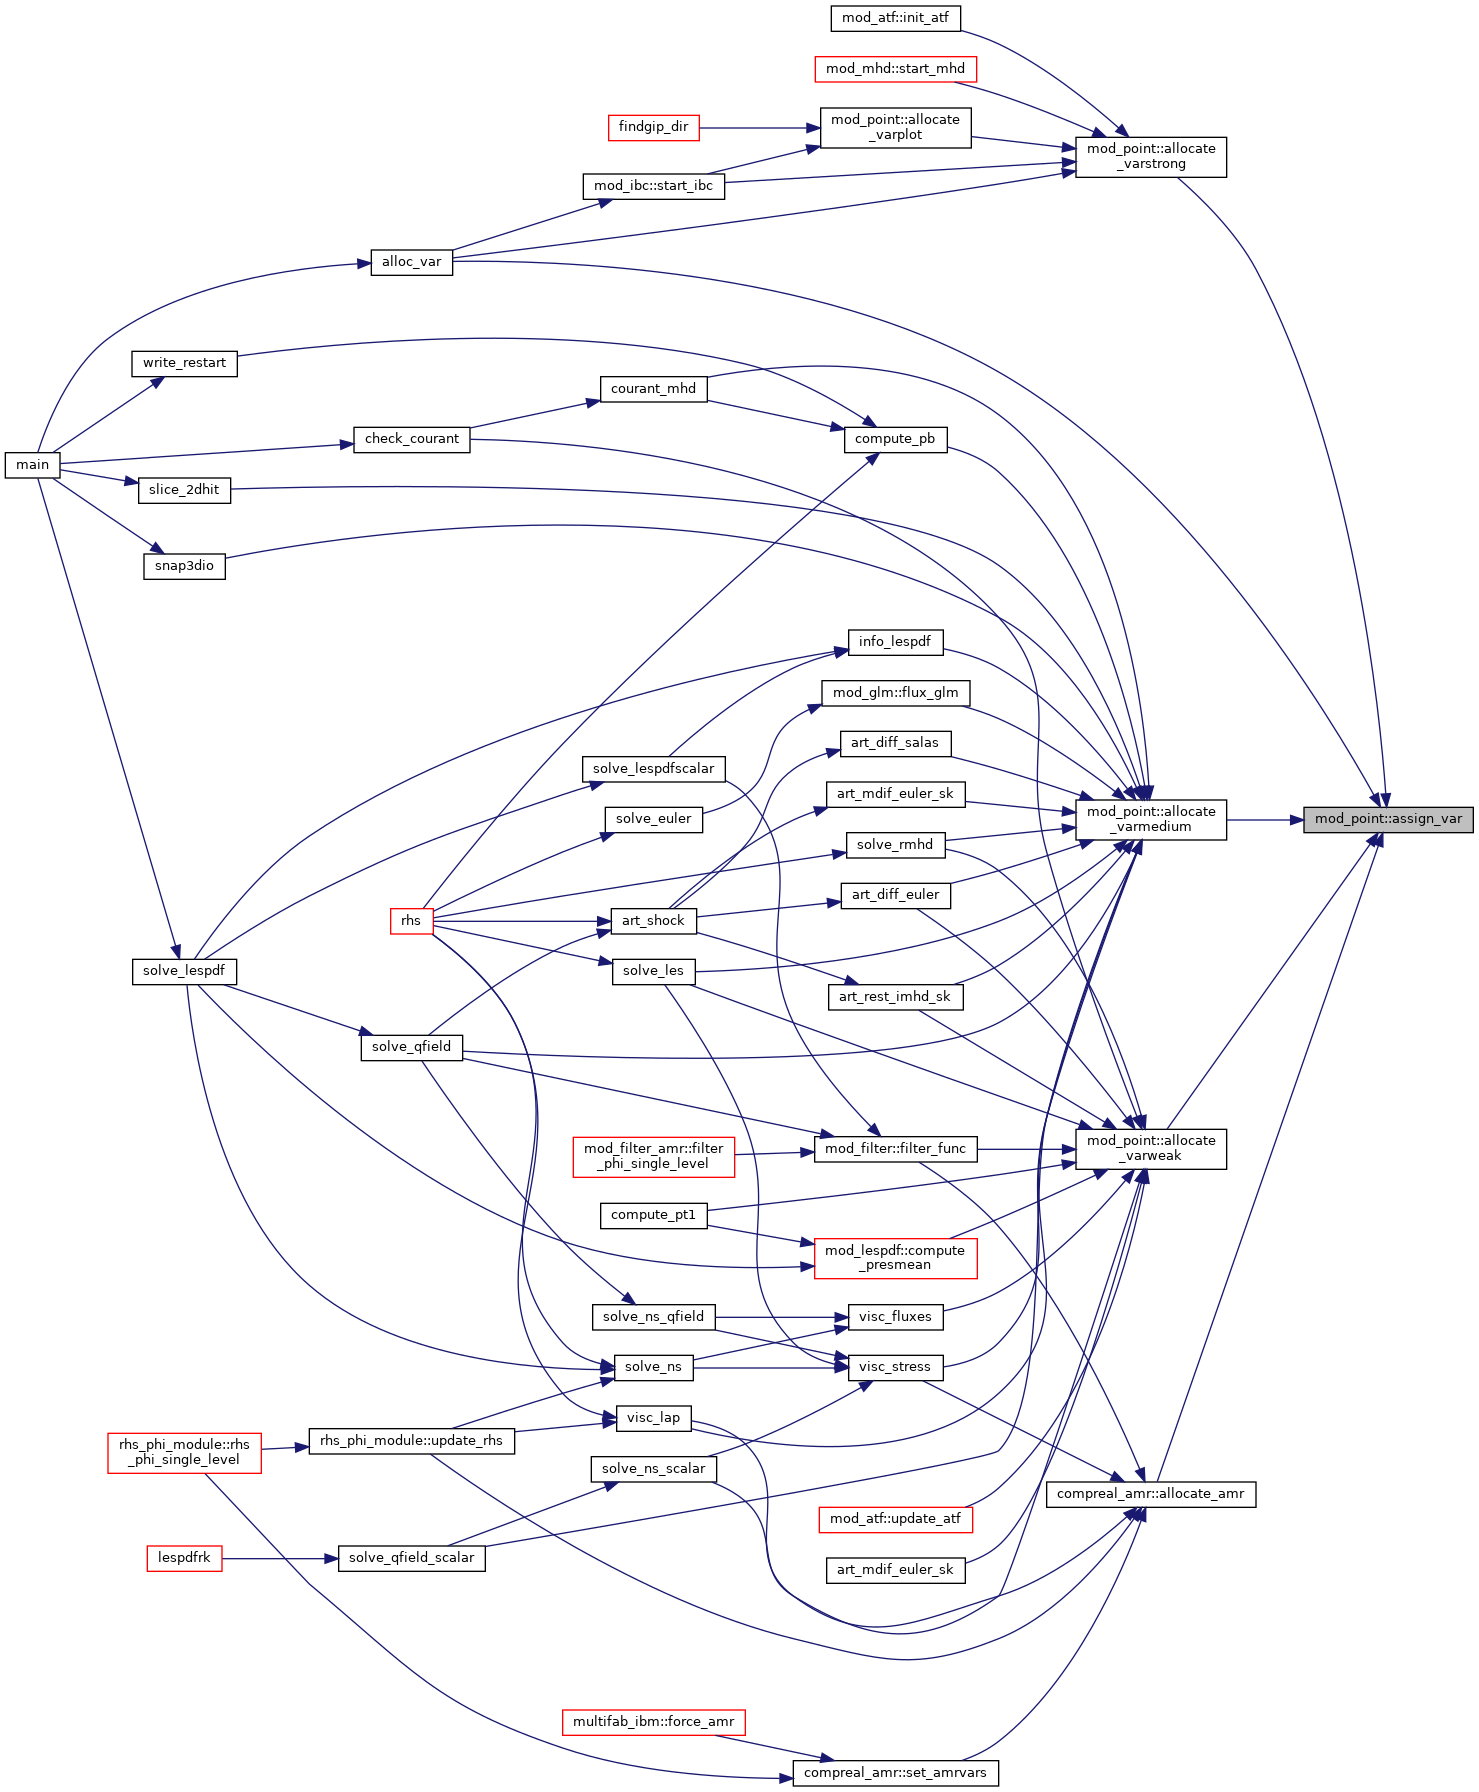 mod_atf::init_atf
mod_mhd::start_mhd
mod_point::allocate
_varplot
findgip_dir
mod_point::allocate
_varstrong
mod_ibc::start_ibc
alloc_var
write_restart
courant_mhd
check_courant
compute_pb
main
slice_2dhit
snap3dio
info_lespdf
mod_glm::flux_glm
art_diff_salas
solve_lespdfscalar
art_mdif_euler_sk
solve_euler
mod_point::allocate
_varmedium
mod_point::assign_var
solve_rmhd
art_diff_euler
rhs
art_shock
solve_lespdf
solve_les
art_rest_imhd_sk
solve_qfield
mod_filter_amr::filter
_phi_single_level
mod_filter::filter_func
mod_point::allocate
_varweak
compute_pt1
mod_lespdf::compute
_presmean
solve_ns_qfield
visc_fluxes
solve_ns
visc_stress
visc_lap
rhs_phi_module::rhs
_phi_single_level
rhs_phi_module::update_rhs
solve_ns_scalar
compreal_amr::allocate_amr
mod_atf::update_atf
lespdfrk
solve_qfield_scalar
art_mdif_euler_sk
multifab_ibm::force_amr
compreal_amr::set_amrvars